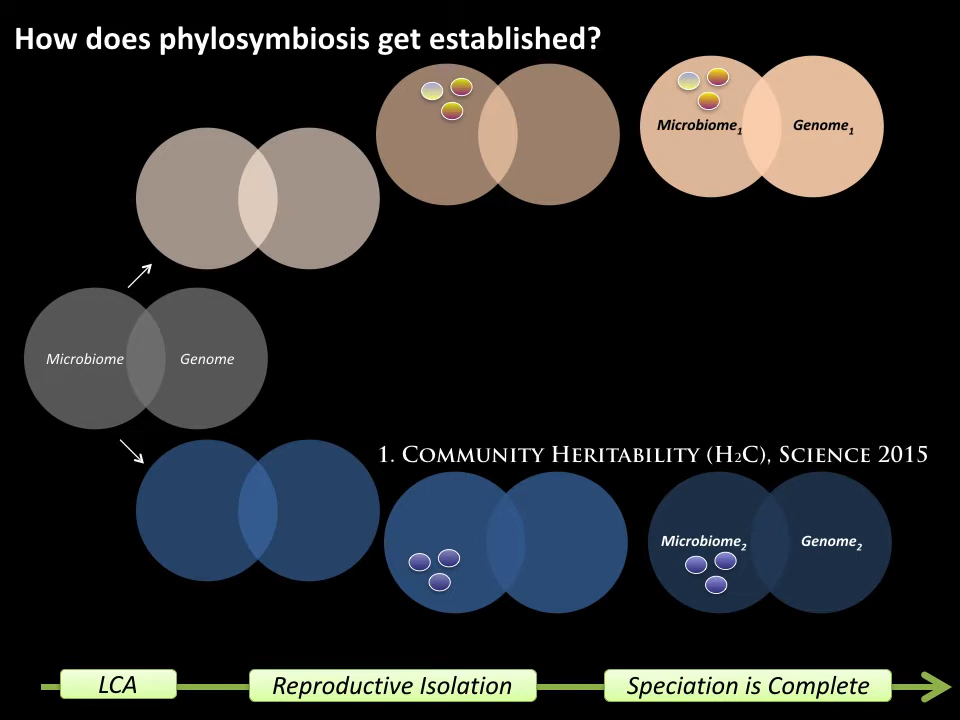 How does phylosymbiosis get established?
Microbiome1 Genome1
Microbiome Genome
1. Community Heritability (H2C), Science 2015
Microbiome2 Genome2
LCA Reproductive Isolation Speciation is Complete